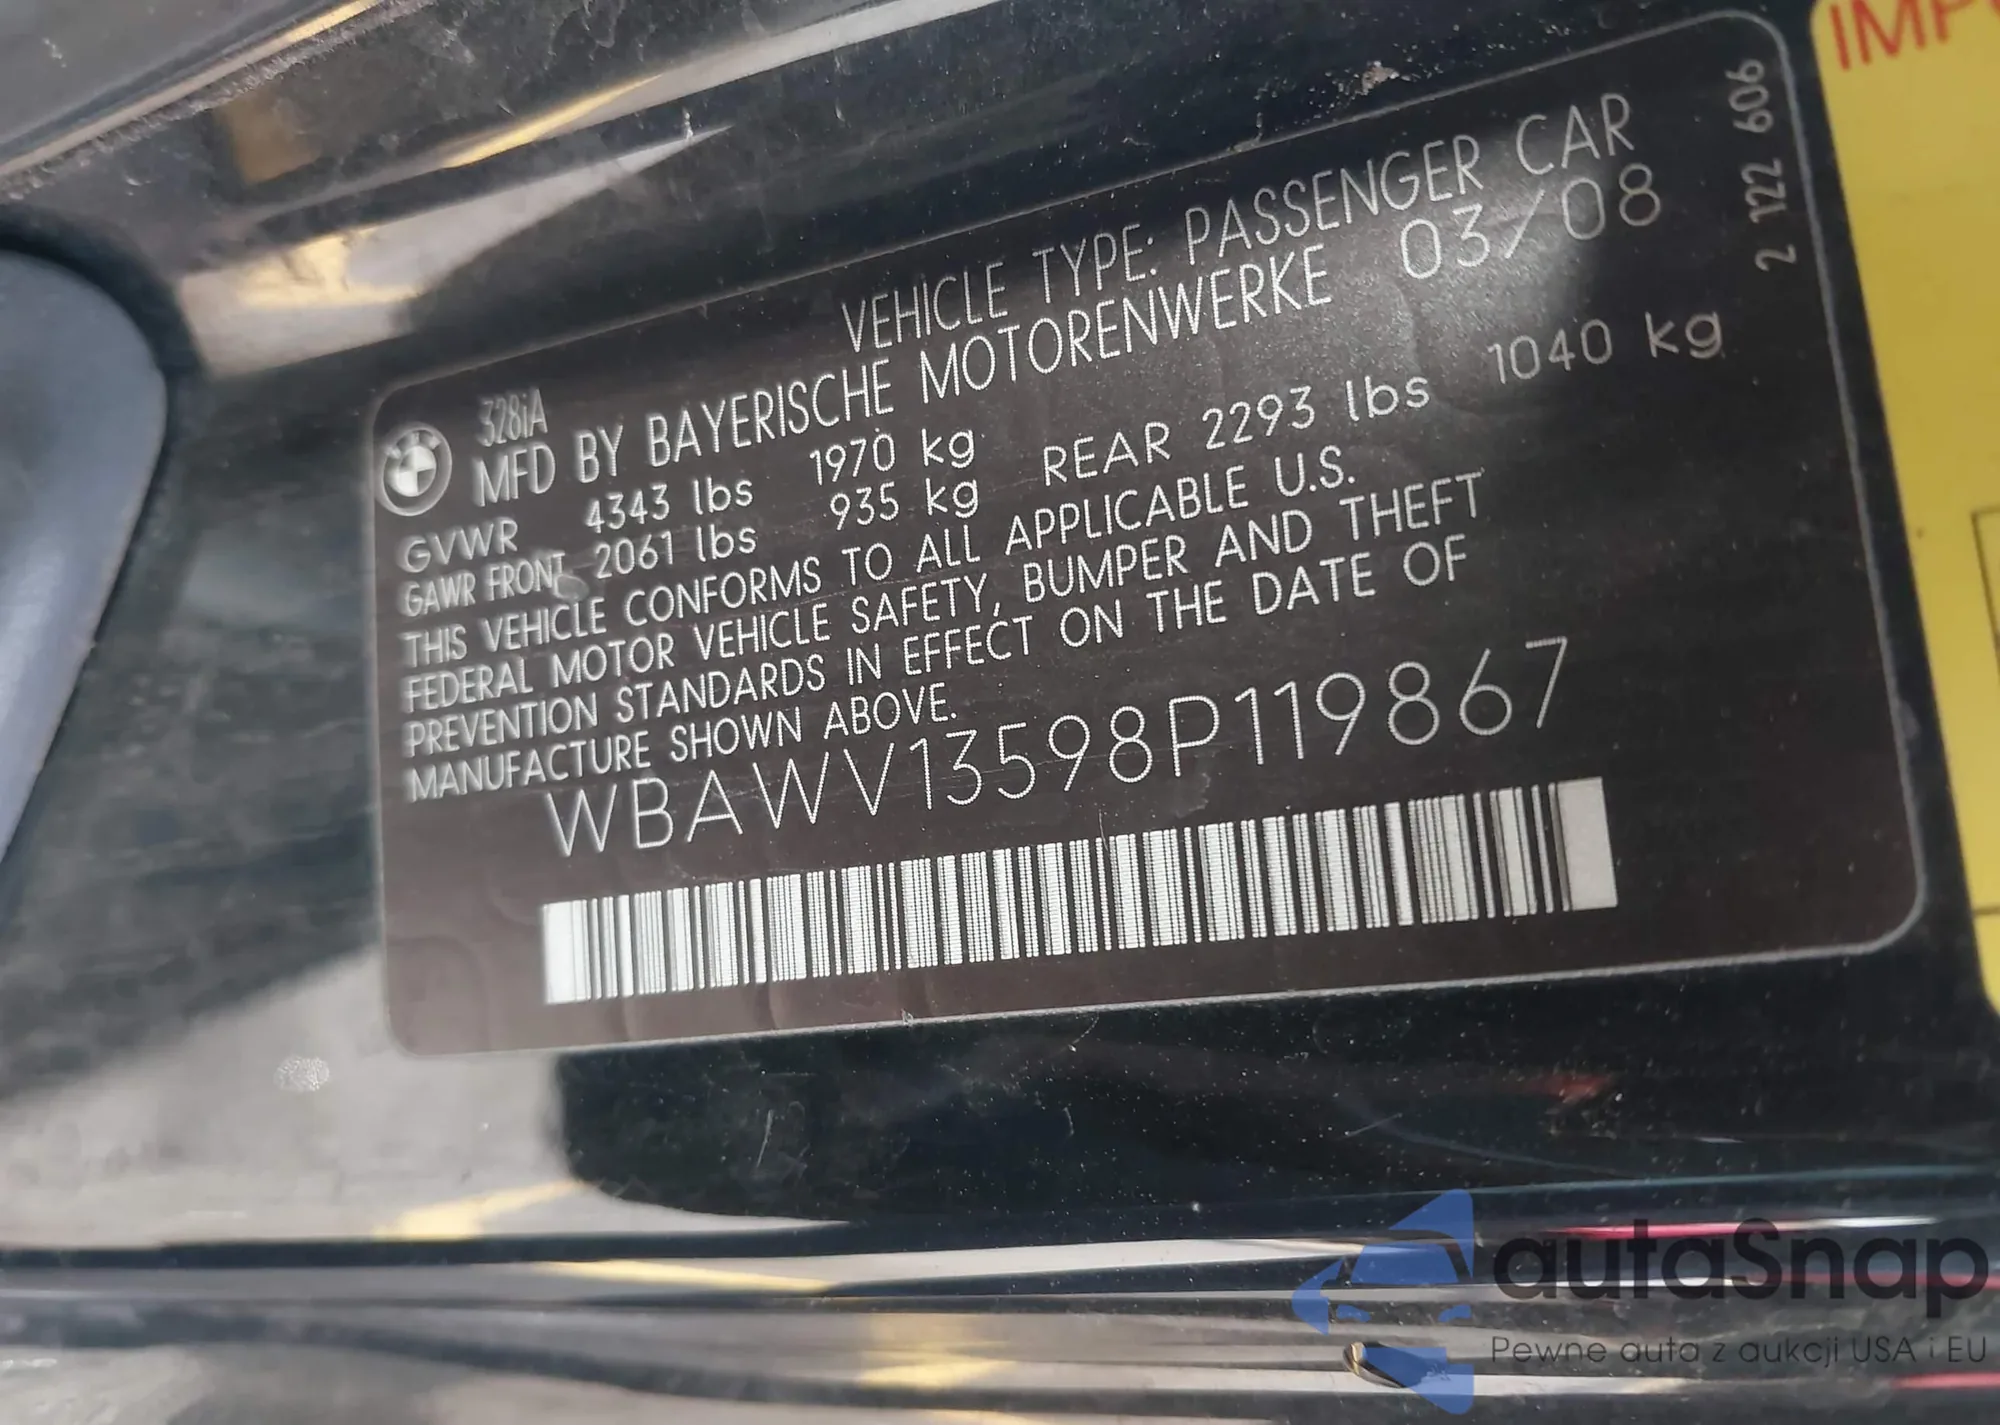 IMP
2 122 606
VEHICLE TYPE: PASSENGER CAR
328iA
MFD BY BAYERISCHE MOTORENWERKE 03/08
GVWR 4343 lbs 1970 kg
GAWR FRONT 2061 lbs 935 kg REAR 2293 lbs 1040 kg
THIS VEHICLE CONFORMS TO ALL APPLICABLE U.S.
FEDERAL MOTOR VEHICLE SAFETY, BUMPER AND THEFT
PREVENTION STANDARDS IN EFFECT ON THE DATE OF
MANUFACTURE SHOWN ABOVE.
WBAWV13598P119867
autaSnap
Pewne auta z aukcji USA i EU